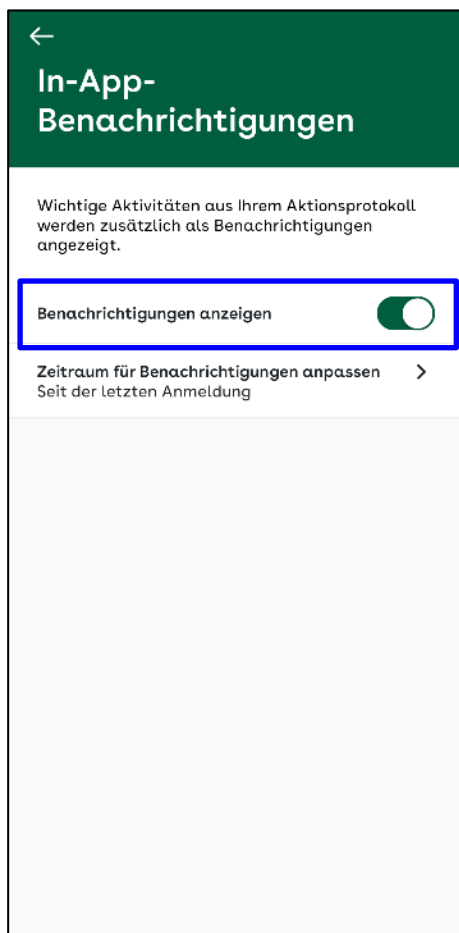 In-App-
Benachrichtigungen
Wichtige Aktivitäten aus Ihrem Aktionsprotokoll
werden zusätzlich als Benachrichtigungen
angezeigt.
Benachrichtigungen anzeigen
Zeitraum für Benachrichtigungen anpassen
Seit der letzten Anmeldung